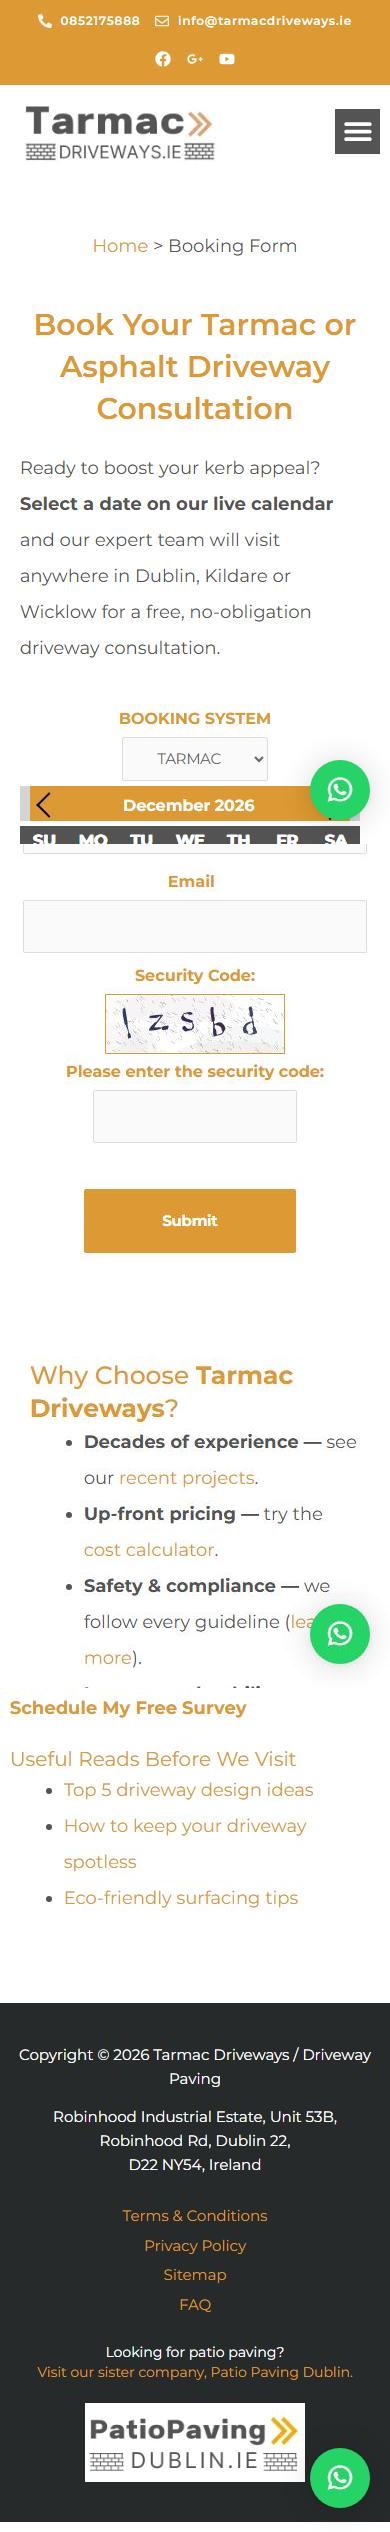 0852175888 info@tarmacdriveways.ie
Tarmac
DRIVEWAYS.IE
Home > Booking Form
Book Your Tarmac or
Asphalt Driveway
Consultation
Ready to boost your kerb appeal?
Select a date on our live calendar
and our expert team will visit
anywhere in Dublin, Kildare or
Wicklow for a free, no-obligation
driveway consultation.
BOOKING SYSTEM
TARMAC
December 2026
SU MO TU WE TH FR SA
Email
Security Code:
l z s b d
Please enter the security code:
Submit
Why Choose Tarmac
Driveways?
• Decades of experience — see
our recent projects.
• Up-front pricing — try the
cost calculator.
• Safety & compliance — we
follow every guideline (
more).
Schedule My Free Survey
Useful Reads Before We Visit
• Top 5 driveway design ideas
• How to keep your driveway
spotless
• Eco-friendly surfacing tips
Copyright © 2026 Tarmac Driveways / Driveway
Paving
Robinhood Industrial Estate, Unit 53B,
Robinhood Rd, Dublin 22,
D22 NY54, Ireland
Terms & Conditions
Privacy Policy
Sitemap
FAQ
Looking for patio paving?
Visit our sister company, Patio Paving Dublin.
PatioPaving
DUBLIN.IE